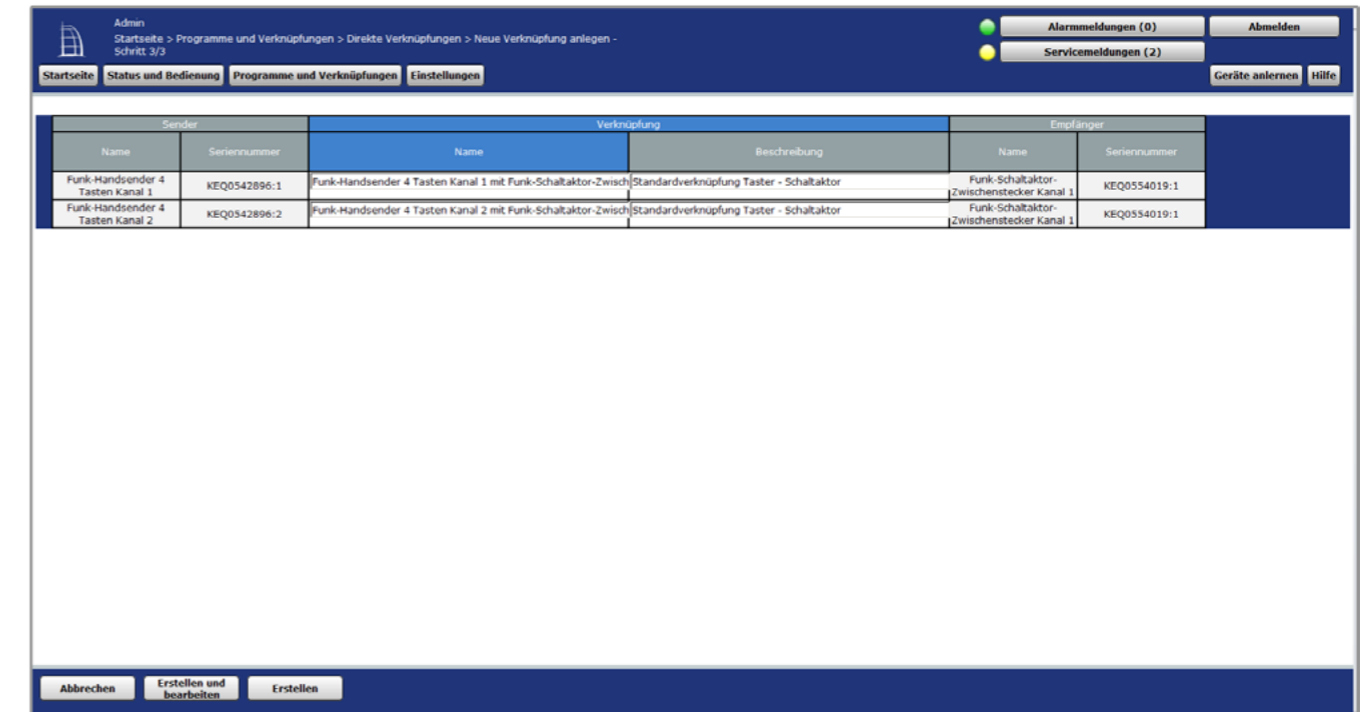 Admin
Startseite > Programme und Verknüpfungen > Direkte Verknüpfungen > Neue Verknüpfung anlegen -
Schritt 3/3
Alarmmeldungen (0) Abmelden
Servicemeldungen (2)
Startseite Status und Bedienung Programme und Verknüpfungen Einstellungen Geräte anlernen Hilfe
Sender Verknüpfung Empfänger
Name Seriennummer Name Beschreibung Name Seriennummer
Funk-Handsender 4
Tasten Kanal 1
KEQ0542896:1
Funk-Handsender 4 Tasten Kanal 1 mit Funk-Schaltaktor-Zwisch
Standardverknüpfung Taster - Schaltaktor
Funk-Schaltaktor-
Zwischenstecker Kanal 1
KEQ0554019:1
Funk-Handsender 4
Tasten Kanal 2
KEQ0542896:2
Funk-Handsender 4 Tasten Kanal 2 mit Funk-Schaltaktor-Zwisch
Standardverknüpfung Taster - Schaltaktor
Funk-Schaltaktor-
Zwischenstecker Kanal 1
KEQ0554019:1
Abbrechen
Erstellen und
bearbeiten
Erstellen